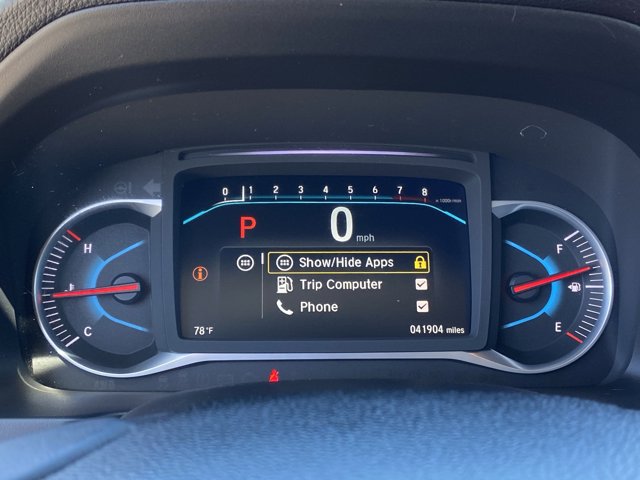 0 1 2 3 4 5 6 7 8
x 1000r/min
P 0 mph
H F
Show/Hide Apps
Trip Computer
C Phone E
78°F 041904 miles